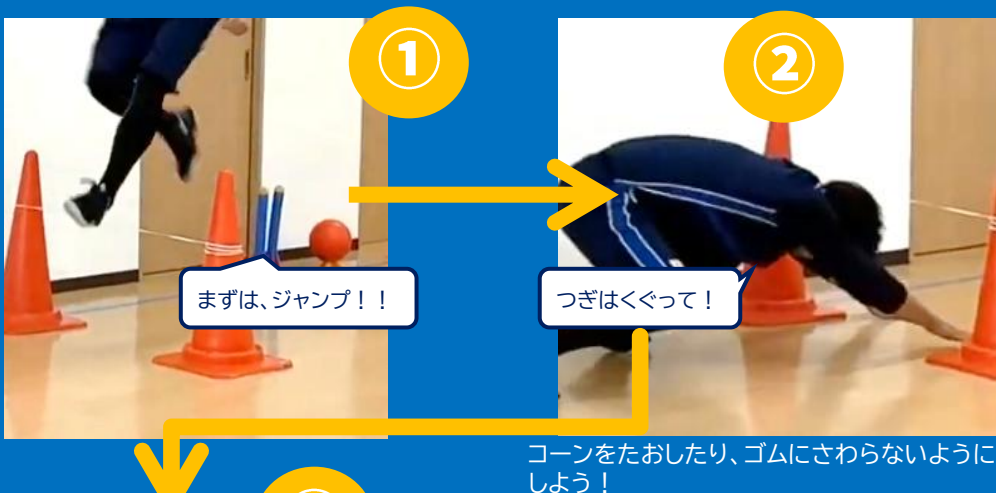 ①
②
まずは、ジャンプ！！
つぎはくぐって！
コーンをたおしたり、ゴムにさわらないように
しよう！